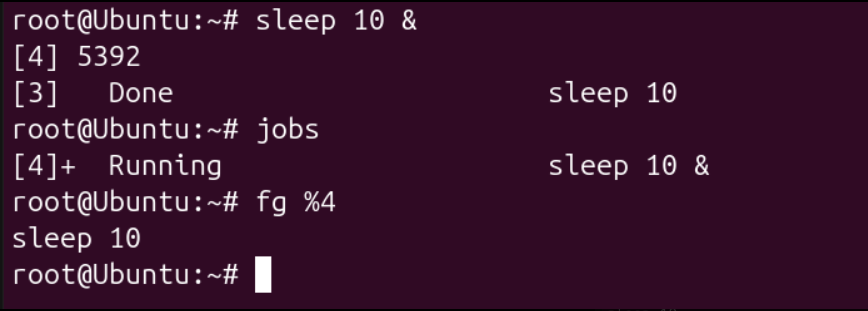 root@Ubuntu:~# sleep 10 &
[4] 5392
[3]   Done                       sleep 10
root@Ubuntu:~# jobs
[4]+  Running                    sleep 10 &
root@Ubuntu:~# fg %4
sleep 10
root@Ubuntu:~#